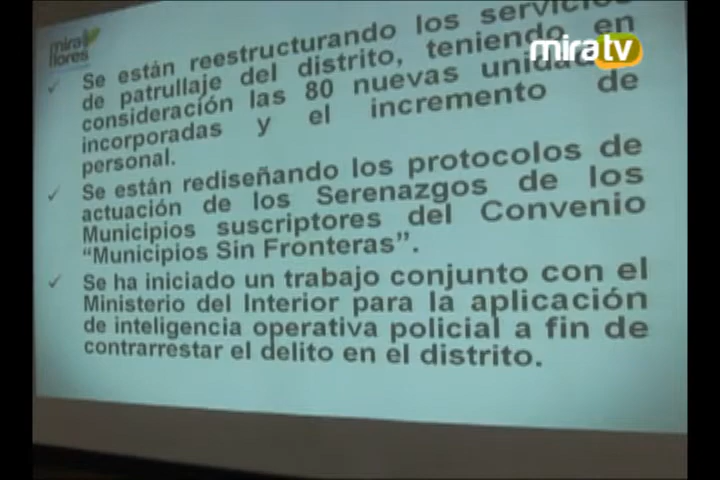 mira
flores
mira tv
✓ Se están reestructurando los servicios
de patrullaje del distrito, teniendo en
consideración las 80 nuevas unidades
incorporadas y el incremento de
personal.
✓ Se están rediseñando los protocolos de
actuación de los Serenazgos de los
Municipios suscriptores del Convenio
“Municipios Sin Fronteras”.
✓ Se ha iniciado un trabajo conjunto con el
Ministerio del Interior para la aplicación
de inteligencia operativa policial a fin de
contrarrestar el delito en el distrito.